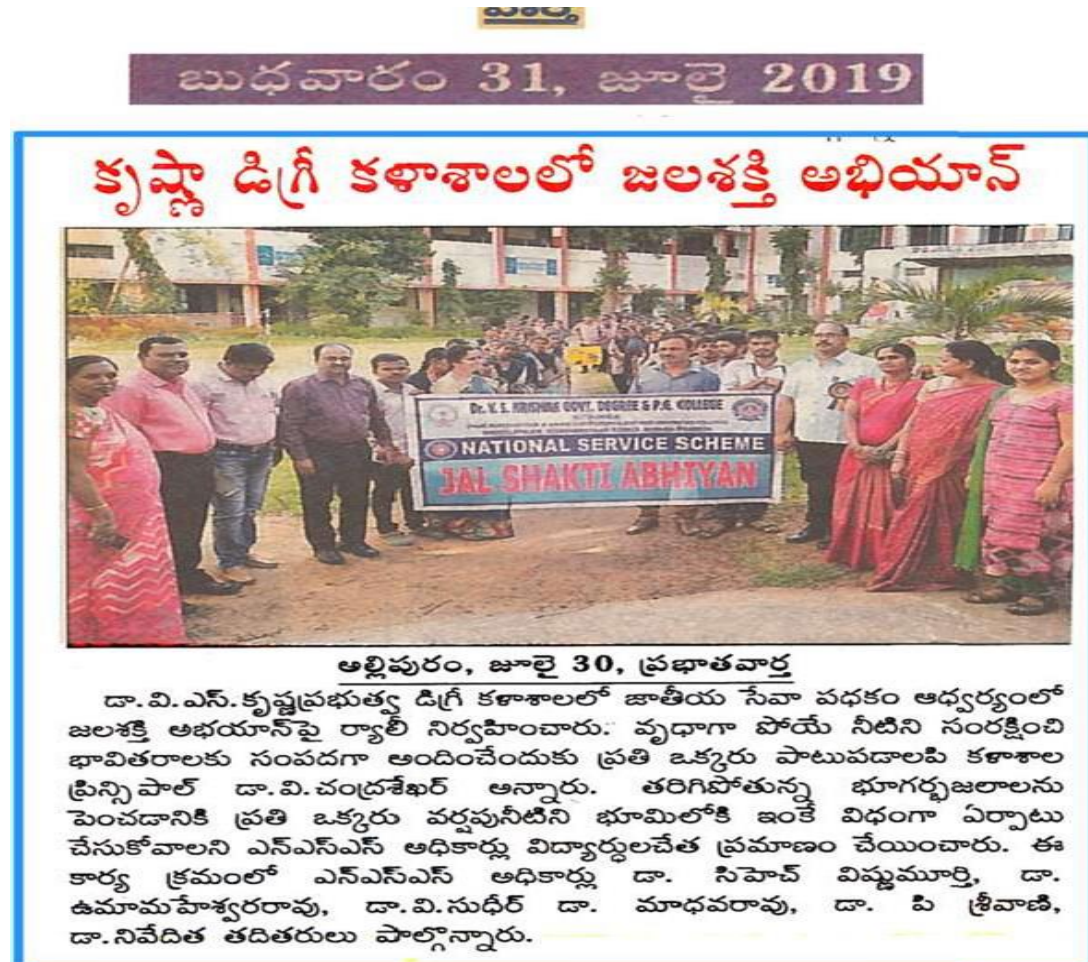 వార్త
బుధవారం 31, జూలై 2019
కృష్ణా డిగ్రీ కళాశాలలో జలశక్తి అభియాన్
Dr. V. S. KRISHNA GOVT. DEGREE & P.G. COLLEGE
NATIONAL SERVICE SCHEME
JAL SHAKTI ABHIYAN
అల్లిపురం, జూలై 30, ప్రభాతవార్త
డా.వి.ఎస్.కృష్ణప్రభుత్వ డిగ్రీ కళాశాలలో జాతీయ సేవా పధకం ఆధ్వర్యంలో
జలశక్తి అభయాన్‌పై ర్యాలీ నిర్వహించారు. వృధాగా పోయే నీటిని సంరక్షించి
భావితరాలకు సంపదగా అందించేందుకు ప్రతి ఒక్కరు పాటుపడాలపి కళాశాల
ప్రిన్సిపాల్ డా.వి.చంద్రశేఖర్ అన్నారు. తరిగిపోతున్న భూగర్భజలాలను
పెంచడానికి ప్రతి ఒక్కరు వర్షపునీటిని భూమిలోకి ఇంకే విధంగా ఏర్పాటు
చేసుకోవాలని ఎన్ఎస్ఎస్ అధికార్లు విద్యార్ధులచేత ప్రమాణం చేయించారు. ఈ
కార్య క్రమంలో ఎన్ఎస్ఎస్ అధికార్లు డా. సిహెచ్ విష్ణుమూర్తి, డా.
ఉమామహేశ్వరరావు, డా.వి.సుధీర్ డా. మాధవరావు, డా. పి శ్రీవాణి,
డా.నివేదిత తదితరులు పాల్గొన్నారు.